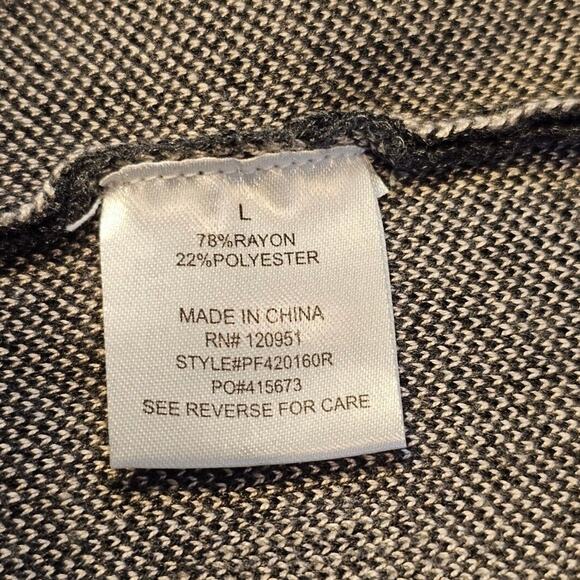 L
78%RAYON
22%POLYESTER
MADE IN CHINA
RN# 120951
STYLE#PF420160R
PO#415673
SEE REVERSE FOR CARE